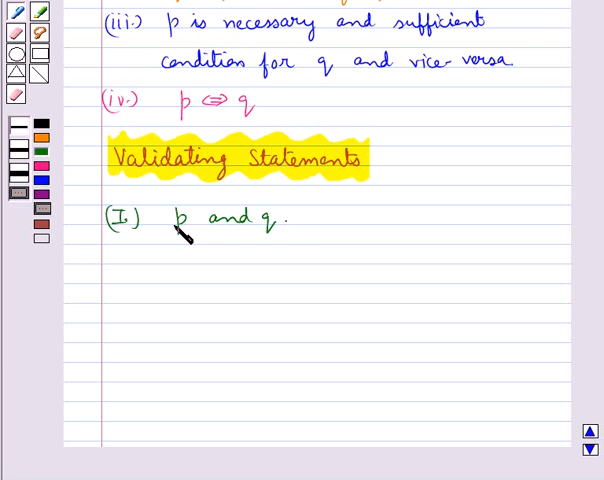 (iii.) p is necessary and sufficient
condition for q and vice-versa
(iv.) p ⇔ q
Validating Statements
(I.) p and q.